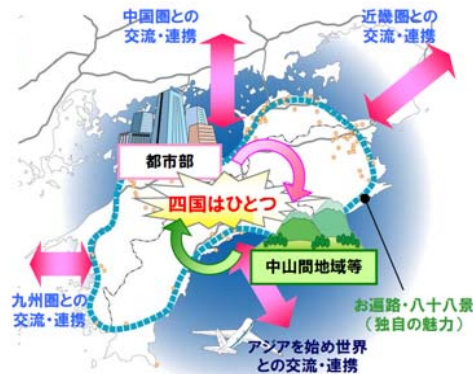 中国圏との
交流・連携
近畿圏との
交流・連携
都市部
四国はひとつ
中山間地域等
九州圏との
交流・連携
お遍路・八十八景
（独自の魅力）
アジアを始め世界
との交流・連携